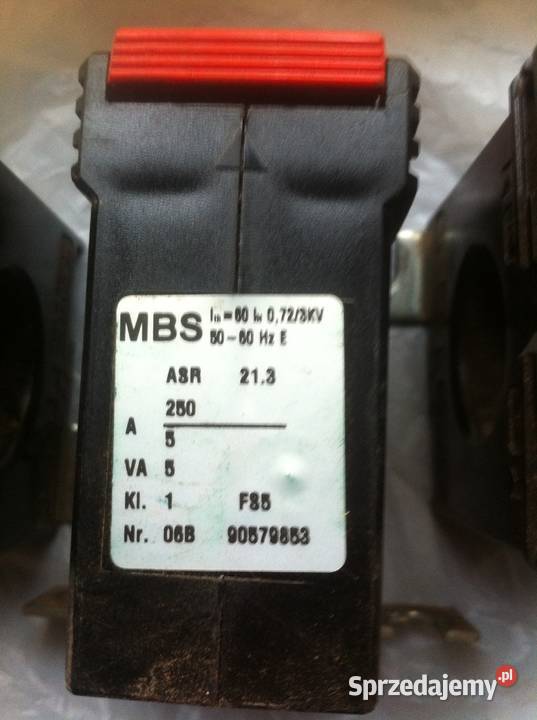 MBS Ith=60 IN 0,72/3KV
50-60 Hz E
ASR 21.3
A 250
5
VA 5
Kl. 1 FS5
Nr. 06B 90579853
Sprzedajemy.pl